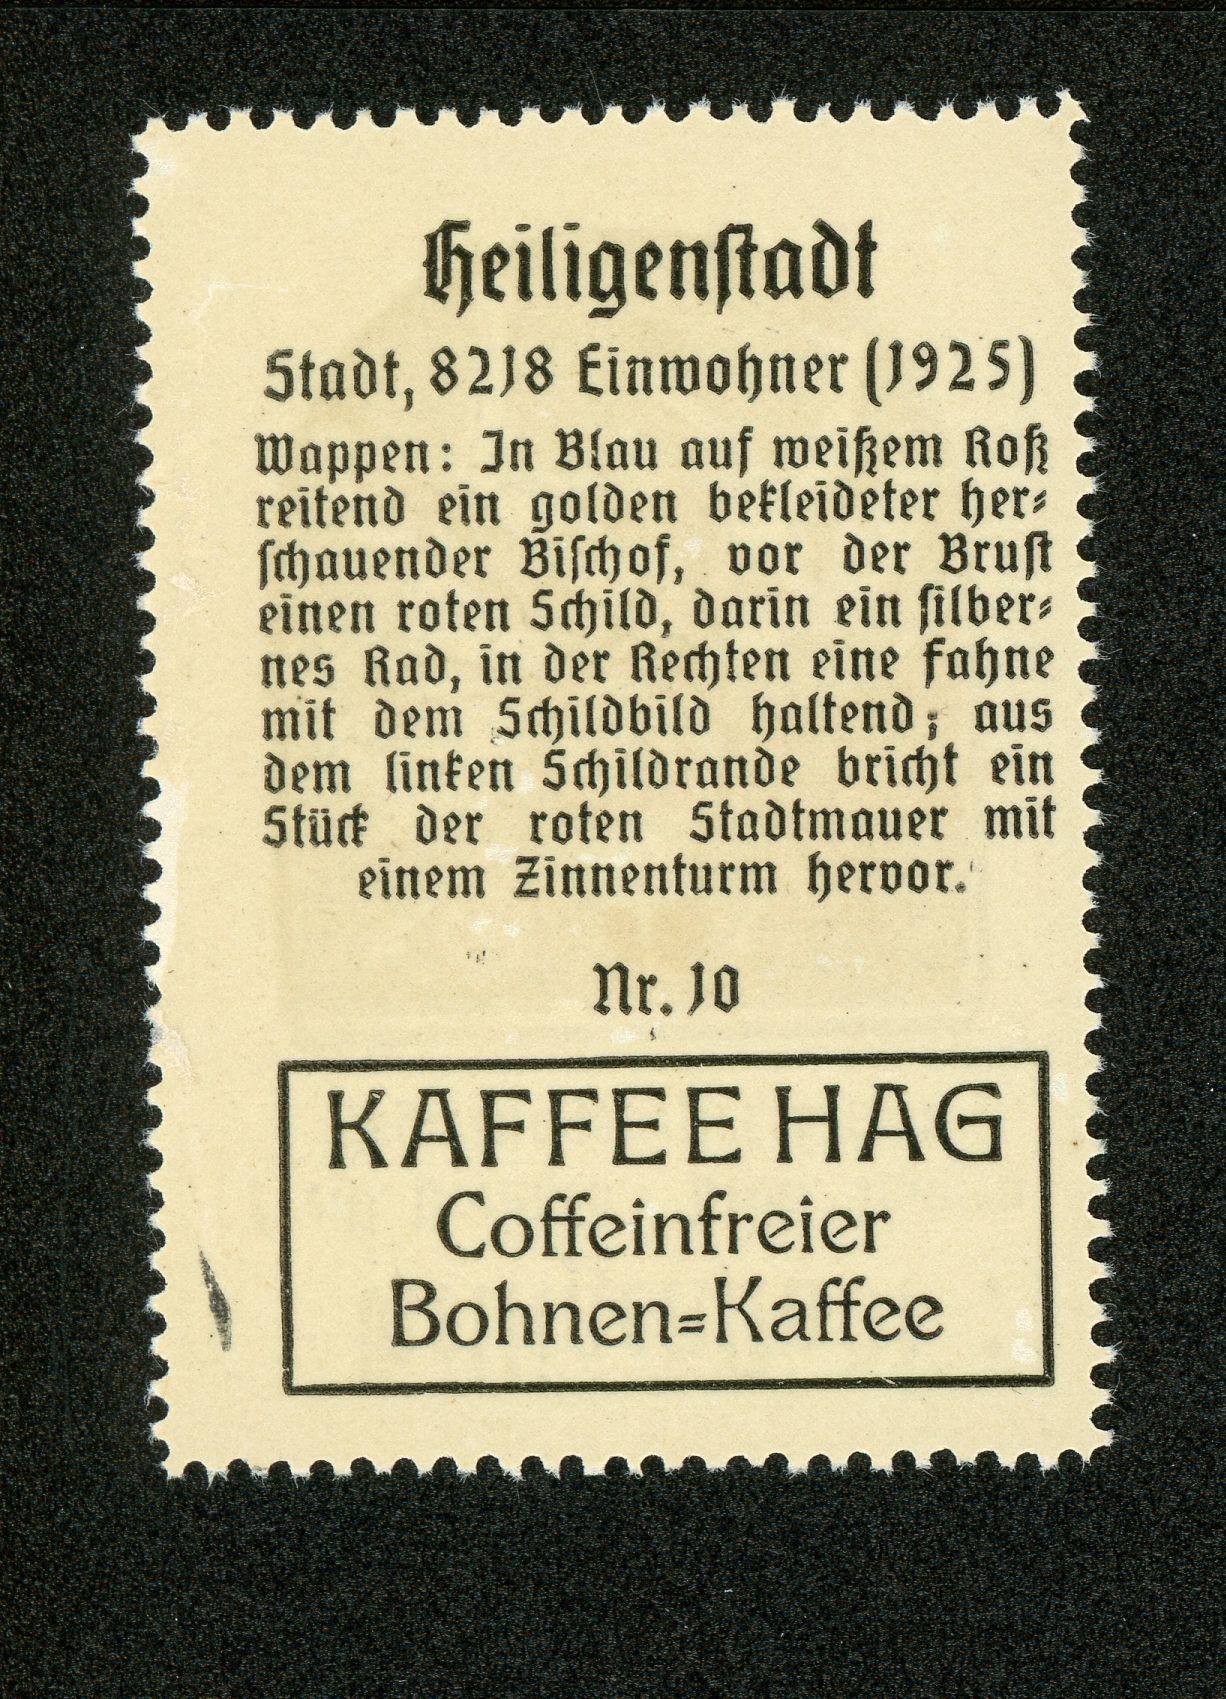 Heiligenstadt
Stadt, 8218 Einwohner (1925)
Wappen: In Blau auf weißem Roß
reitend ein golden bekleideter her-
schauender Bischof, vor der Brust
einen roten Schild, darin ein silber-
nes Rad, in der Rechten eine Fahne
mit dem Schildbild haltend; aus
dem linken Schildrande bricht ein
Stück der roten Stadtmauer mit
einem Zinnenturm hervor.
Nr. 10
KAFFEE HAG
Coffeinfreier
Bohnen=Kaffee